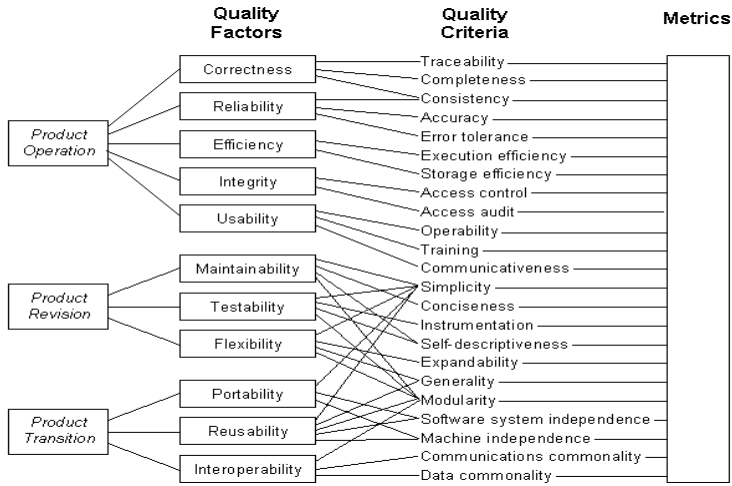 Quality
Factors
Quality
Criteria
Metrics
Product
Operation
Product
Revision
Product
Transition
Correctness
Reliability
Efficiency
Integrity
Usability
Maintainability
Testability
Flexibility
Portability
Reusability
Interoperability
Traceability
Completeness
Consistency
Accuracy
Error tolerance
Execution efficiency
Storage efficiency
Access control
Access audit
Operability
Training
Communicativeness
Simplicity
Conciseness
Instrumentation
Self-descriptiveness
Expandability
Generality
Modularity
Software system independence
Machine independence
Communications commonality
Data commonality